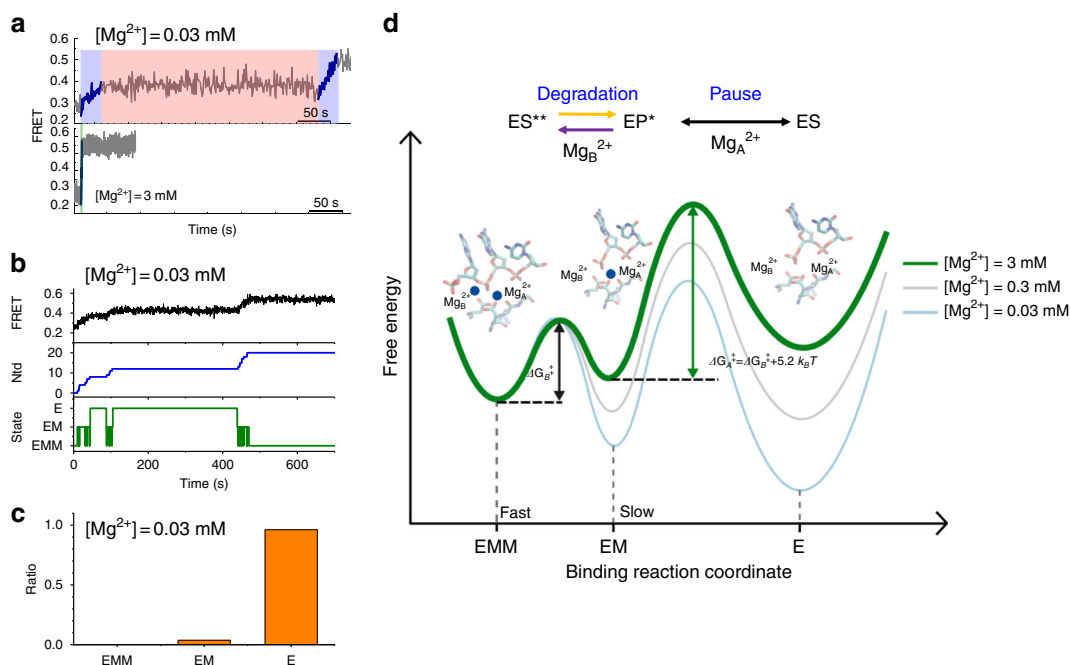 a
[Mg2+] = 0.03 mM
0.6
0.5
0.4
0.3
0.2
50 s
FRET
0.6
0.5
0.4
0.3
0.2
[Mg2+] = 3 mM
50 s
Time (s)
b
[Mg2+] = 0.03 mM
FRET
0.6
0.4
0.2
Ntd
20
10
0
State
E
EM
EMM
0 200 400 600
Time (s)
c
[Mg2+] = 0.03 mM
Ratio
1.0
0.5
0.0
EMM EM E
d
Degradation Pause
ES** EP* ES
MgB2+ MgA2+
Free energy
MgB2+ MgA2+
MgB2+ MgA2+
MgB2+ MgA2+
[Mg2+] = 3 mM
[Mg2+] = 0.3 mM
[Mg2+] = 0.03 mM
ΔGB‡
ΔGA‡=ΔGB‡+5.2 kBT
Fast Slow
EMM EM E
Binding reaction coordinate